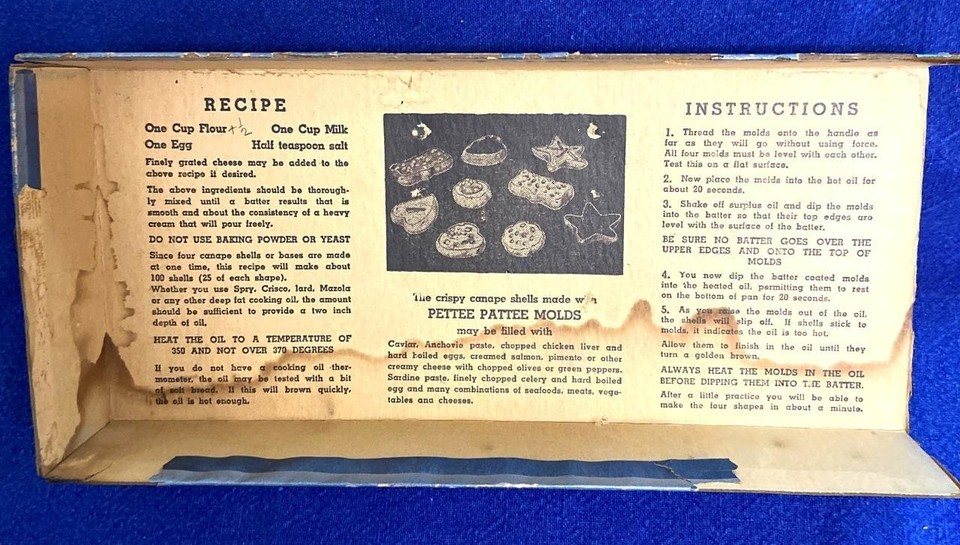 RECIPE
One Cup Flour +½ One Cup Milk
One Egg Half teaspoon salt
Finely grated cheese may be added to the
above recipe if desired.
The above ingredients should be thorough-
ly mixed until a batter results that is
smooth and about the consistency of a heavy
cream that will pour freely.
DO NOT USE BAKING POWDER OR YEAST
Since four canape shells or bases are made
at one time, this recipe will make about
100 shells (25 of each shape).
Whether you use Spry, Crisco, lard, Mazola
or any other deep fat cooking oil, the amount
should be sufficient to provide a two inch
depth of oil.
HEAT THE OIL TO A TEMPERATURE OF
350 AND NOT OVER 370 DEGREES
If you do not have a cooking oil ther-
mometer, the oil may be tested with a bit
of soft bread. If this will brown quickly,
the oil is hot enough.
The crispy canape shells made with
PETTEE PATTEE MOLDS
may be filled with
Caviar, Anchovie paste, chopped chicken liver and
hard boiled eggs, creamed salmon, pimento or other
creamy cheese with chopped olives or green peppers.
Sardine paste, finely chopped celery and hard boiled
egg and many combinations of seafoods, meats, vege-
tables and cheeses.
INSTRUCTIONS
1. Thread the molds onto the handle as
far as they will go without using force.
All four molds must be level with each other.
Test this on a flat surface.
2. Now place the molds into the hot oil for
about 20 seconds.
3. Shake off surplus oil and dip the molds
into the batter so that their top edges are
level with the surface of the batter.
BE SURE NO BATTER GOES OVER THE
UPPER EDGES AND ONTO THE TOP OF
MOLDS
4. You now dip the batter coated molds
into the heated oil, permitting them to rest
on the bottom of pan for 20 seconds.
5. As you raise the molds out of the oil,
the shells will slip off. If shells stick to
molds, it indicates the oil is too hot.
Allow them to finish in the oil until they
turn a golden brown.
ALWAYS HEAT THE MOLDS IN THE OIL
BEFORE DIPPING THEM INTO THE BATTER.
After a little practice you will be able to
make the four shapes in about a minute.